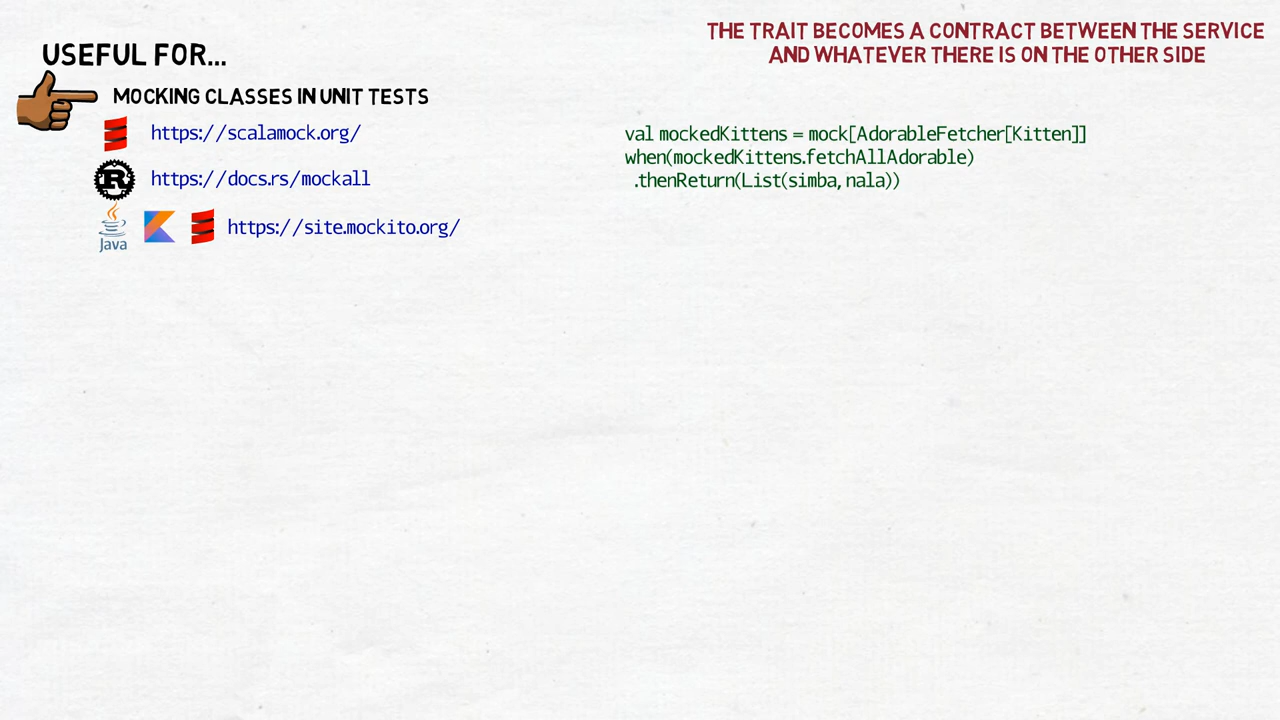 THE TRAIT BECOMES A CONTRACT BETWEEN THE SERVICE
AND WHATEVER THERE IS ON THE OTHER SIDE
USEFUL FOR...
MOCKING CLASSES IN UNIT TESTS
https://scalamock.org/
R https://docs.rs/mockall
Java https://site.mockito.org/
val mockedKittens = mock[AdorableFetcher[Kitten]]
when(mockedKittens.fetchAllAdorable)
.thenReturn(List(simba, nala))